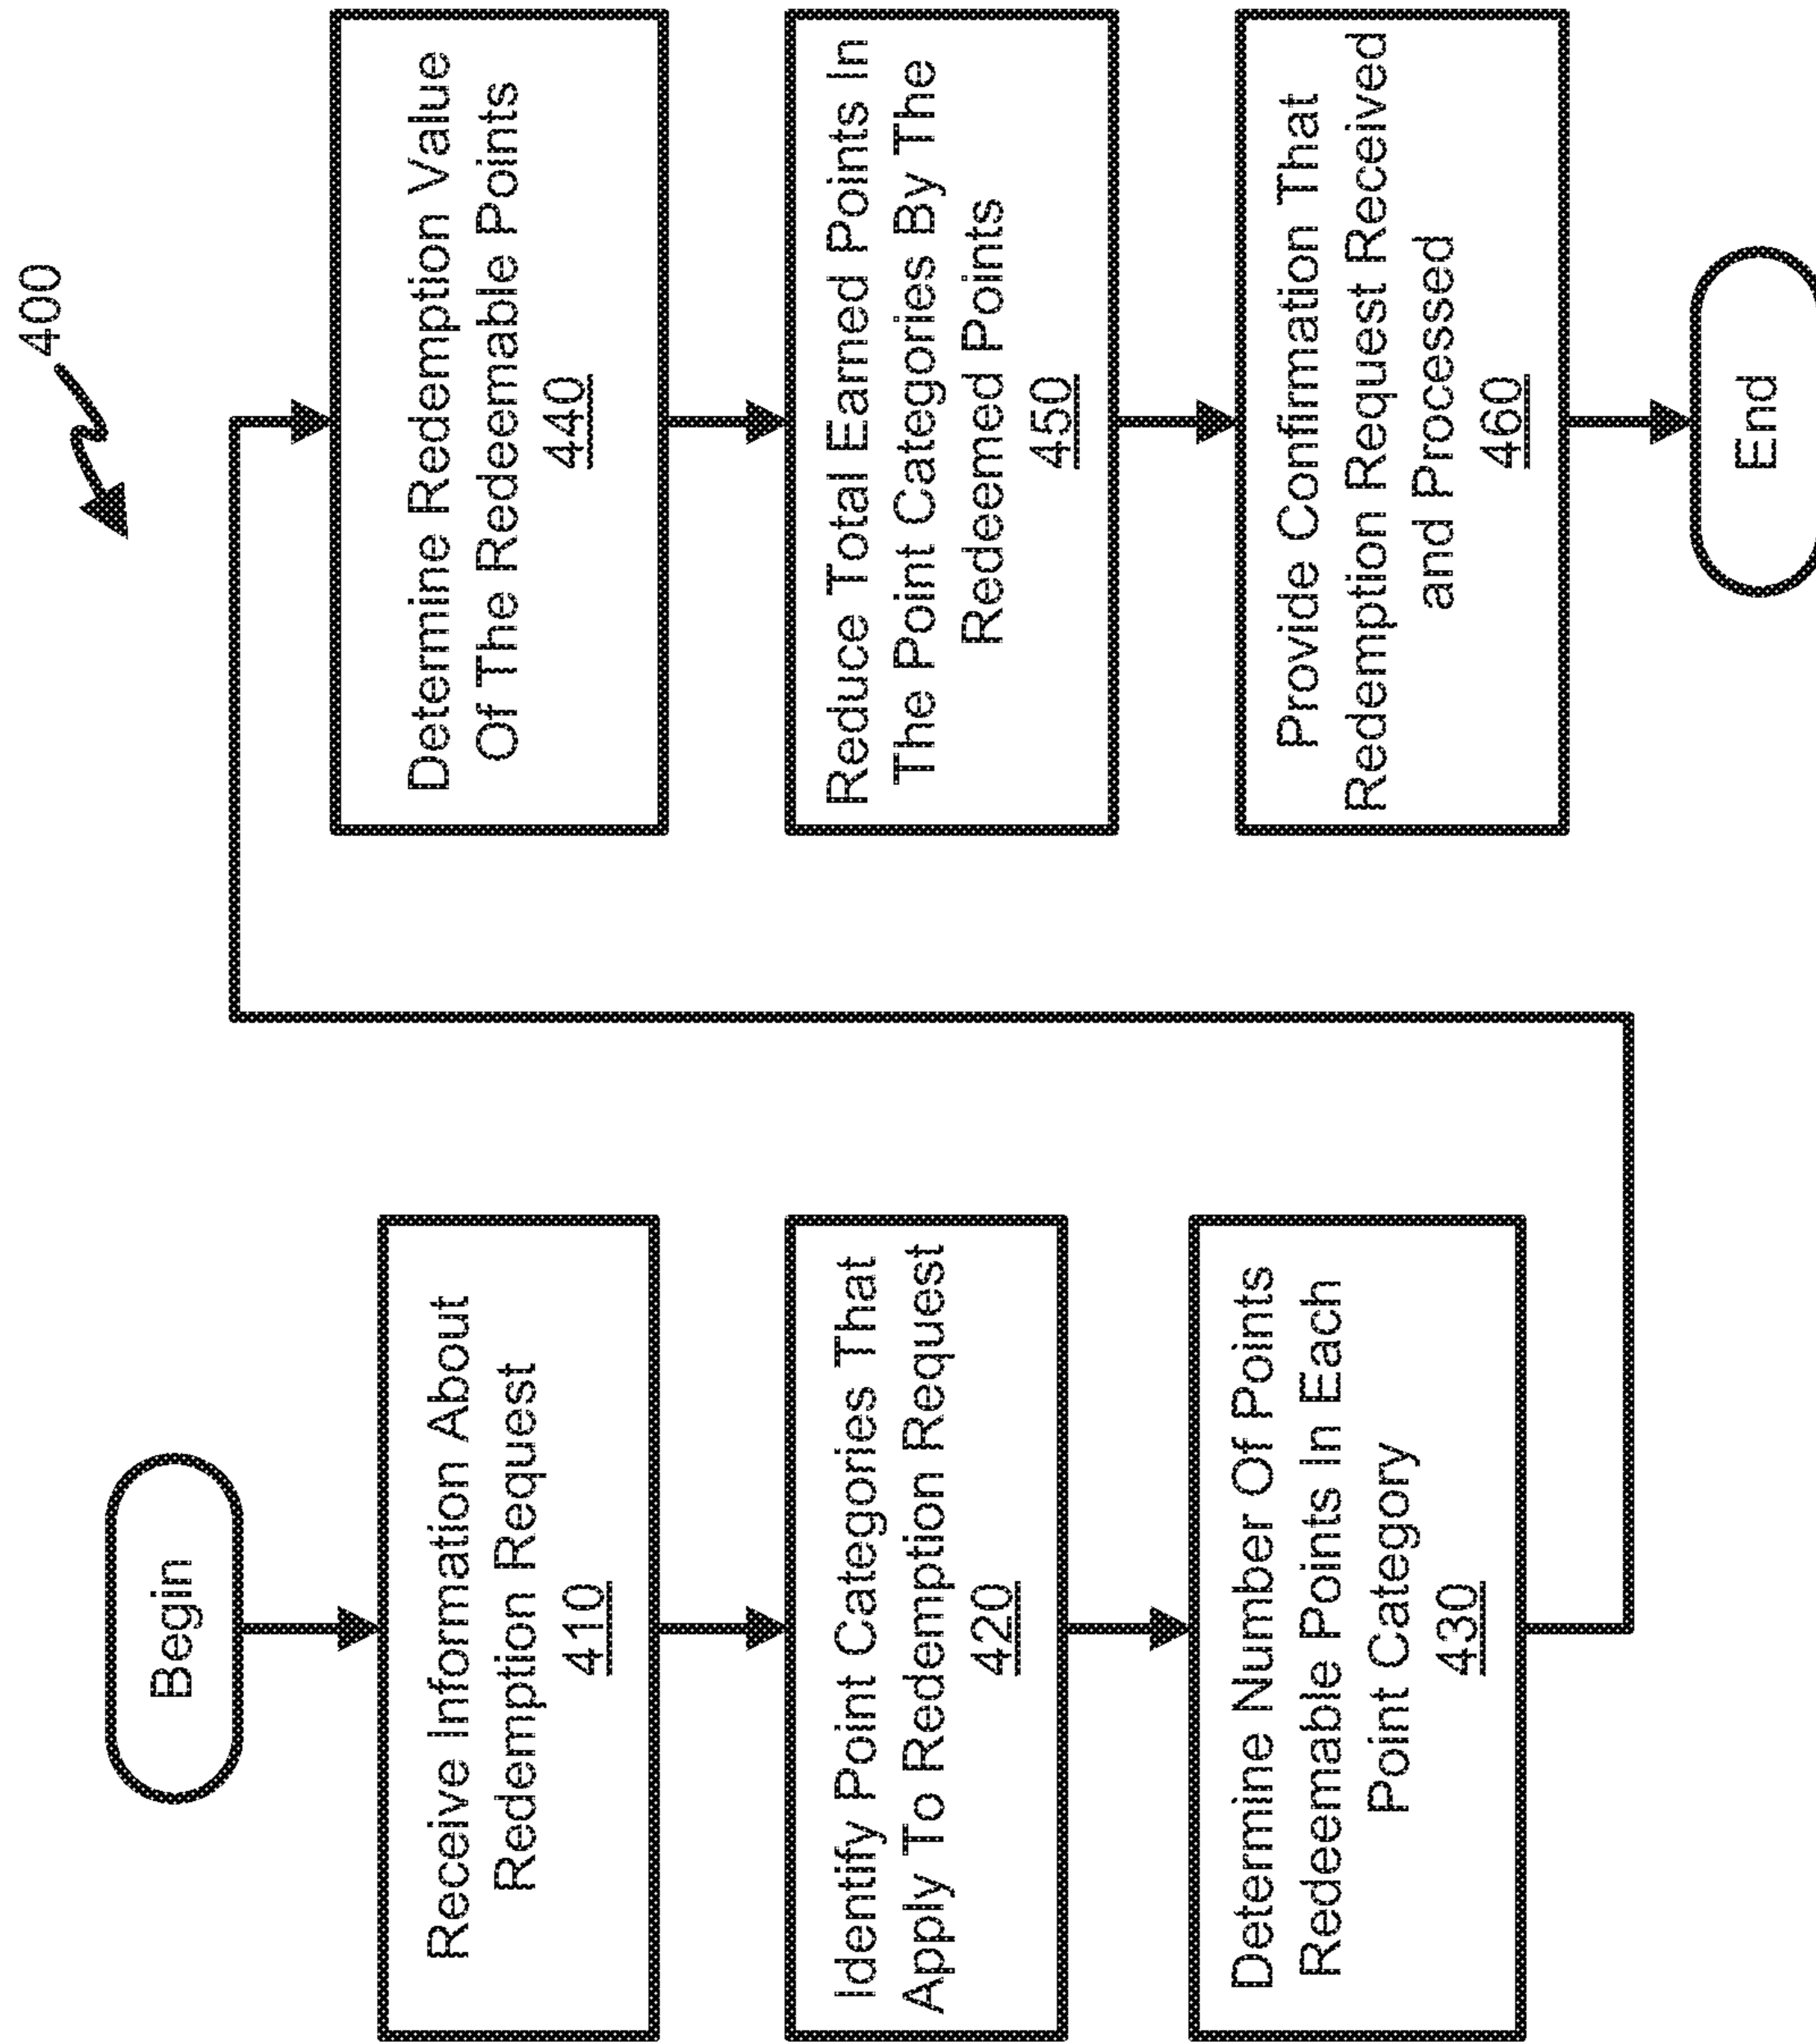 400
Begin
Receive Information About
Redemption Request
410
Identify Point Categories That
Apply To Redemption Request
420
Determine Number Of Points
Redeemable Points In Each
Point Category
430
Determine Redemption Value
Of The Redeemable Points
440
Reduce Total Earned Points In
The Point Categories By The
Redeemed Points
450
Provide Confirmation That
Redemption Request Received
and Processed
460
End